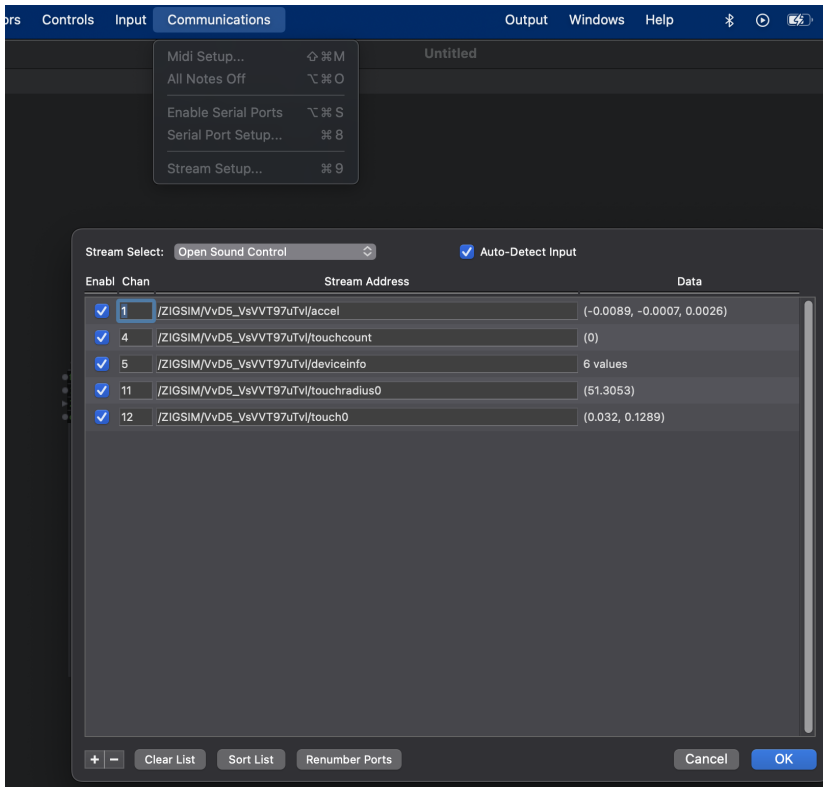 ors Controls Input Communications Output Windows Help
Untitled
Midi Setup... ⇧⌘M
All Notes Off ⌥⌘O
Enable Serial Ports ⌥⌘S
Serial Port Setup... ⌘8
Stream Setup... ⌘9
Stream Select: Open Sound Control Auto-Detect Input
Enabl Chan Stream Address Data
1 /ZIGSIM/VvD5_VsVVT97uTvl/accel (-0.0089, -0.0007, 0.0026)
4 /ZIGSIM/VvD5_VsVVT97uTvl/touchcount (0)
5 /ZIGSIM/VvD5_VsVVT97uTvl/deviceinfo 6 values
11 /ZIGSIM/VvD5_VsVVT97uTvl/touchradius0 (51.3053)
12 /ZIGSIM/VvD5_VsVVT97uTvl/touch0 (0.032, 0.1289)
+ − Clear List Sort List Renumber Ports Cancel OK